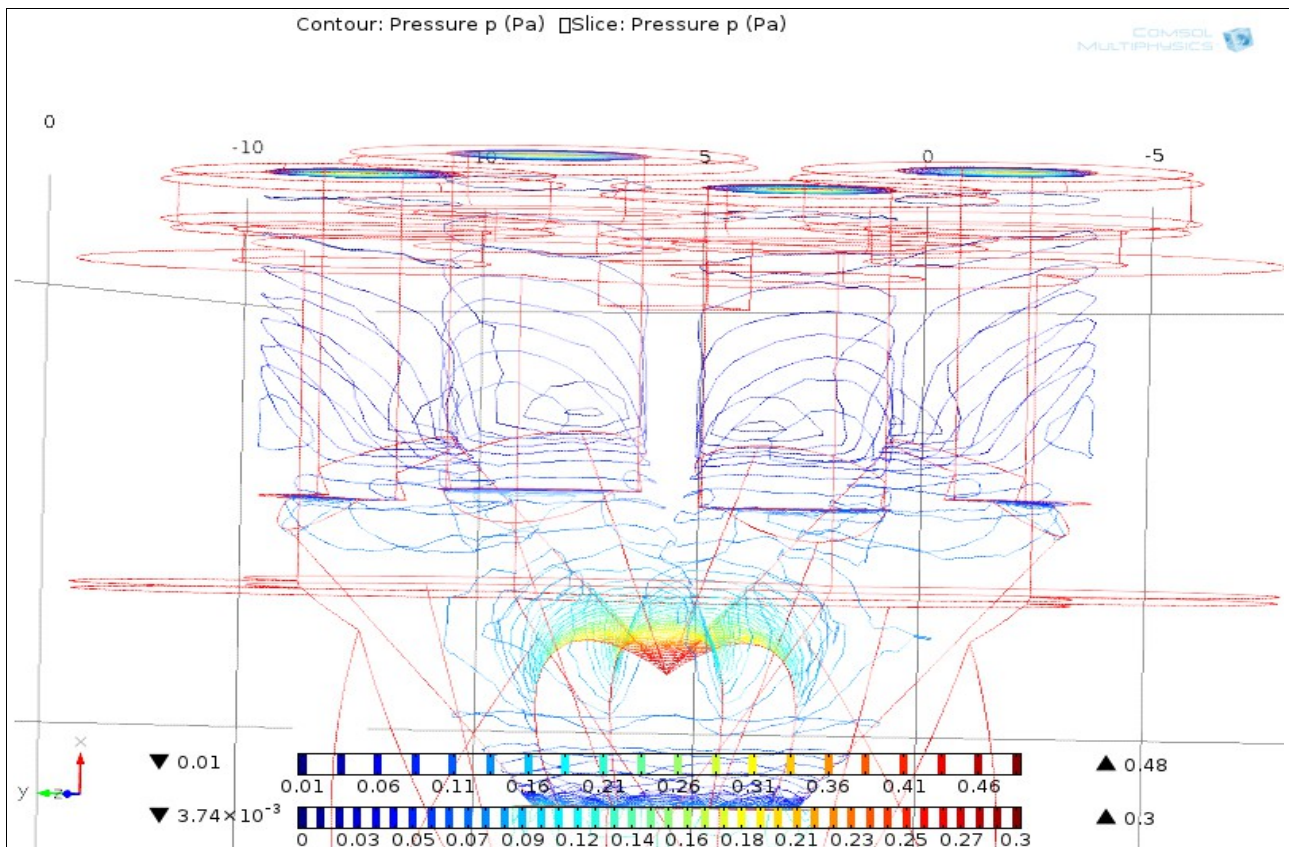 Contour: Pressure p (Pa) □Slice: Pressure p (Pa)
COMSOL
MULTIPHYSICS
0
-10 10 5 0 -5
x
y z
▼ 0.01 ▲ 0.48
0.01 0.06 0.11 0.16 0.21 0.26 0.31 0.36 0.41 0.46
▼ 3.74×10⁻³ ▲ 0.3
0 0.03 0.05 0.07 0.09 0.12 0.14 0.16 0.18 0.21 0.23 0.25 0.27 0.3